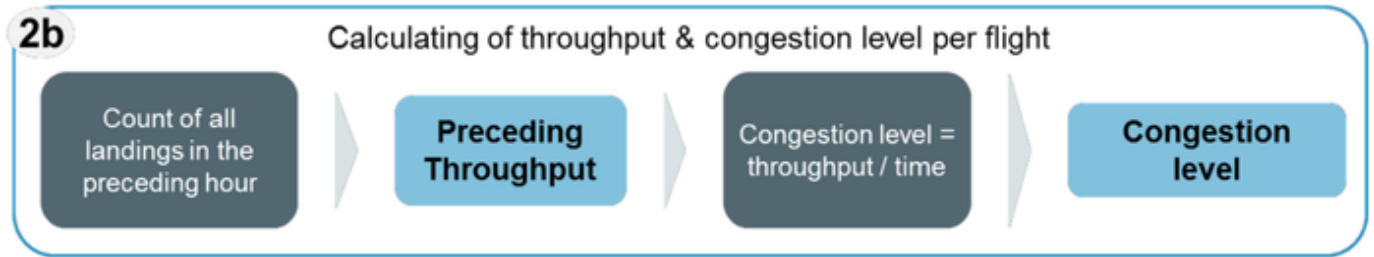 2b
Calculating of throughput & congestion level per flight
Count of all
landings in the
preceding hour
Preceding
Throughput
Congestion level =
throughput / time
Congestion
level